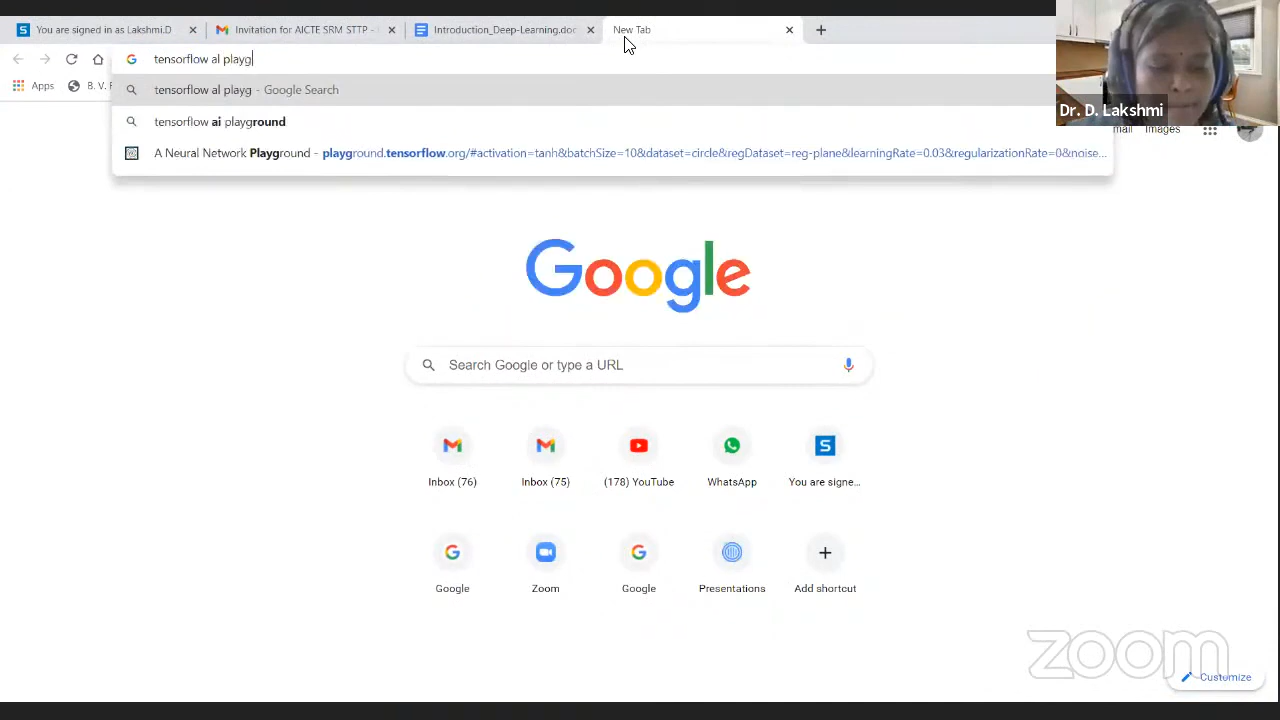 You are signed in as Lakshmi.D
Invitation for AICTE SRM STTP -
Introduction_Deep-Learning.doc
New Tab
tensorflow al playg
Apps
B. V. R
tensorflow al playg - Google Search
tensorflow ai playground
A Neural Network Playground - playground.tensorflow.org/#activation=tanh&batchSize=10&dataset=circle&regDataset=reg-plane&learningRate=0.03&regularizationRate=0&noise...
Dr. D. Lakshmi
mail Images
Google
Search Google or type a URL
Inbox (76)
Inbox (75)
(178) YouTube
WhatsApp
You are signe...
Google
Zoom
Google
Presentations
Add shortcut
zoom
Customize